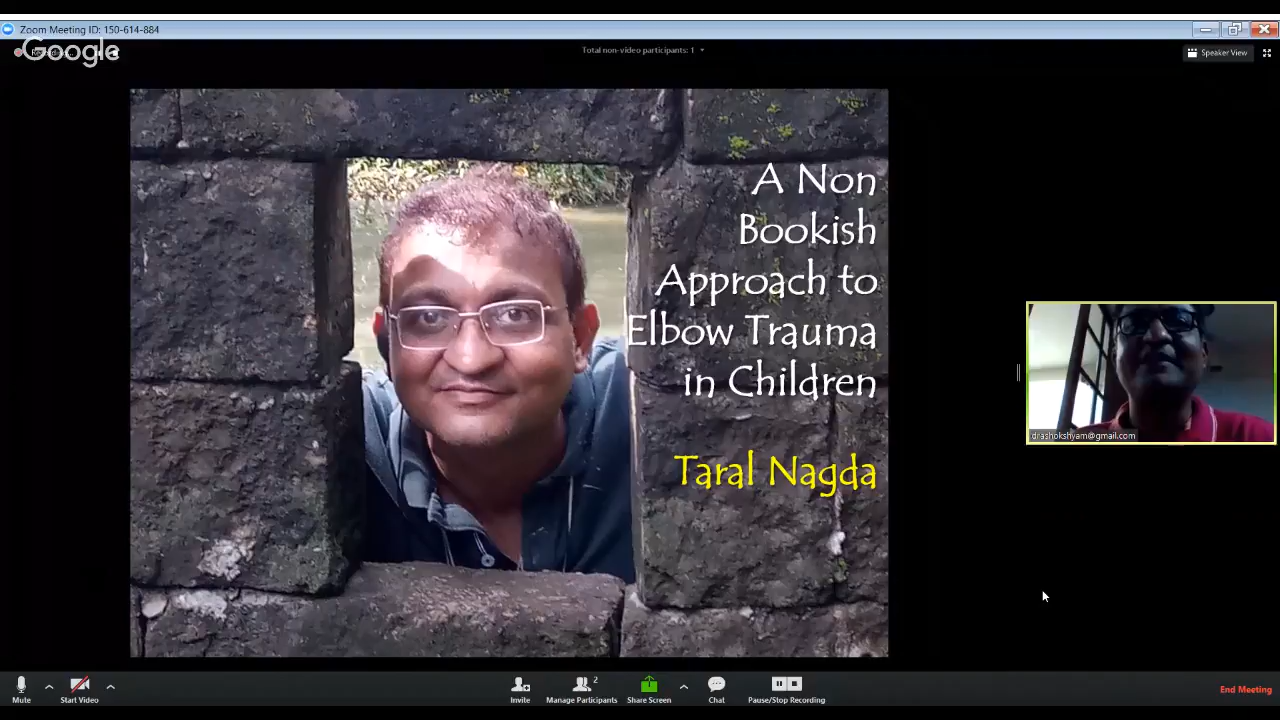 Zoom Meeting ID: 150-614-884
Google
Total non-video participants: 1
Speaker View
A Non
Bookish
Approach to
Elbow Trauma
in Children
Taral Nagda
drashokshyam@gmail.com
Mute
Start Video
Invite
Manage Participants
2
Share Screen
Chat
Pause/Stop Recording
End Meeting